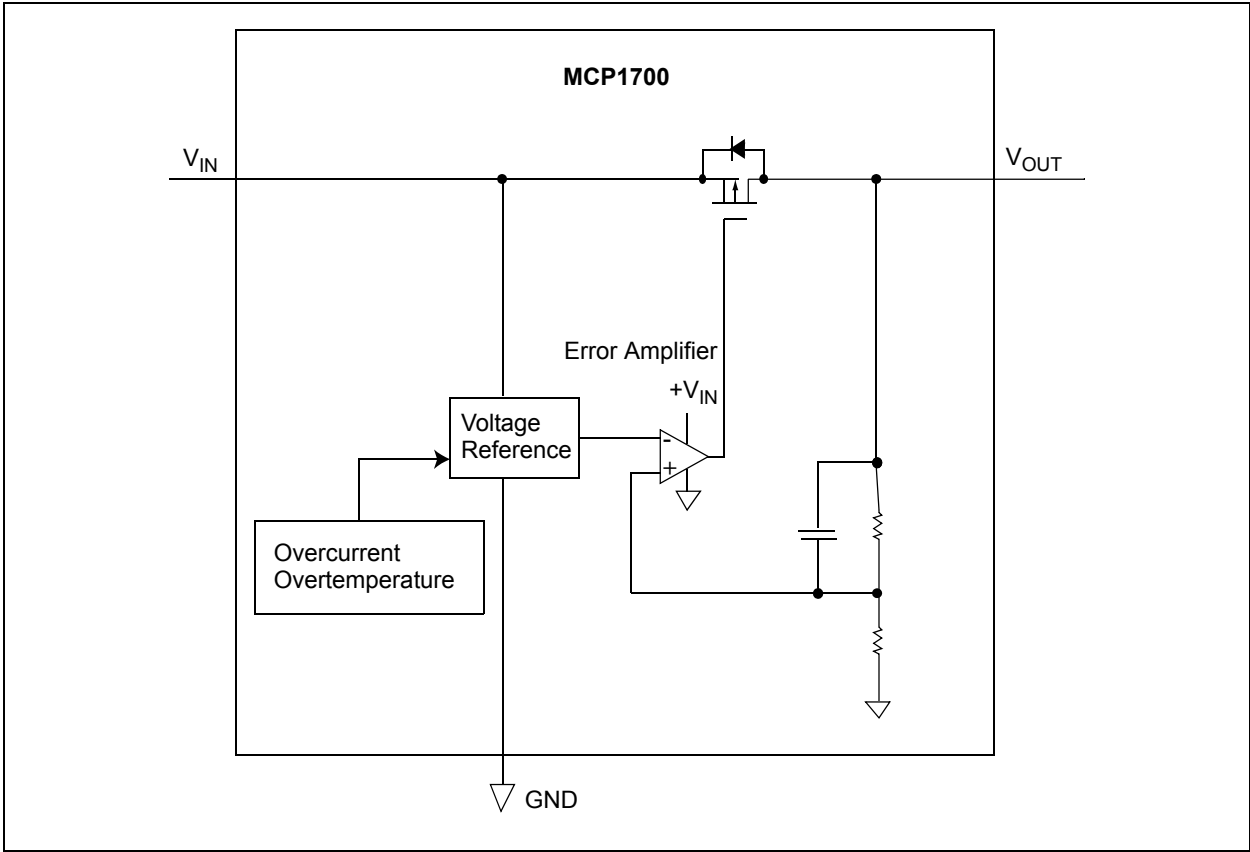 MCP1700
VIN
VOUT
Error Amplifier
+VIN
Voltage
Reference
-
+
Overcurrent
Overtemperature
GND